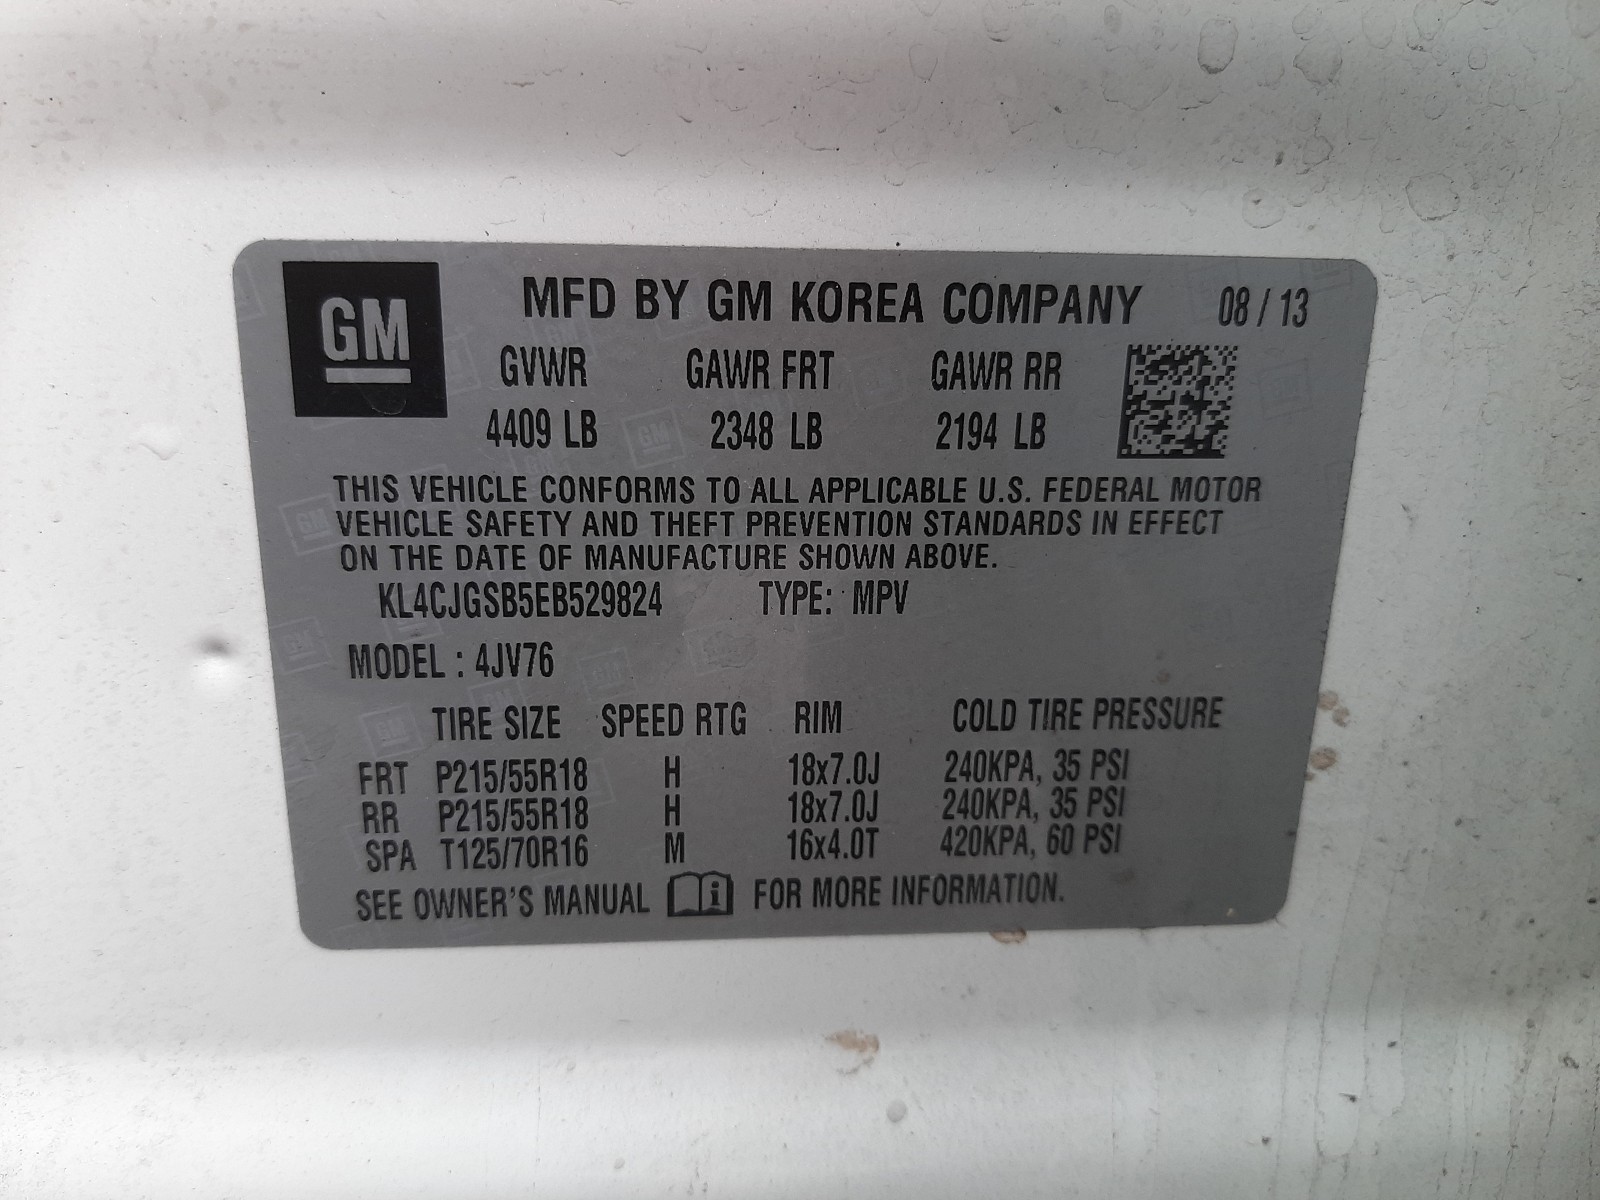 GM
MFD BY GM KOREA COMPANY 08 / 13
GVWR GAWR FRT GAWR RR
4409 LB 2348 LB 2194 LB
THIS VEHICLE CONFORMS TO ALL APPLICABLE U.S. FEDERAL MOTOR
VEHICLE SAFETY AND THEFT PREVENTION STANDARDS IN EFFECT
ON THE DATE OF MANUFACTURE SHOWN ABOVE.
KL4CJGSB5EB529824 TYPE: MPV
MODEL : 4JV76
TIRE SIZE SPEED RTG RIM COLD TIRE PRESSURE
FRT P215/55R18 H 18x7.0J 240KPA, 35 PSI
RR P215/55R18 H 18x7.0J 240KPA, 35 PSI
SPA T125/70R16 M 16x4.0T 420KPA, 60 PSI
SEE OWNER'S MANUAL i FOR MORE INFORMATION.